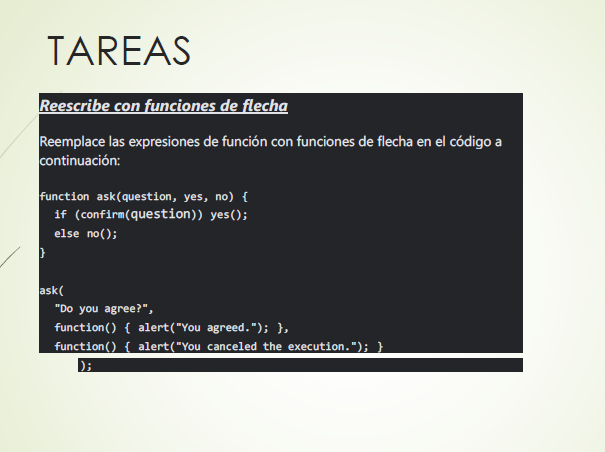 TAREAS
Reescribe con funciones de flecha
Reemplace las expresiones de función con funciones de flecha en el código a
continuación:
function ask(question, yes, no) {
  if (confirm(question)) yes();
  else no();
}
ask(
  "Do you agree?",
  function() { alert("You agreed."); },
  function() { alert("You canceled the execution."); }
);